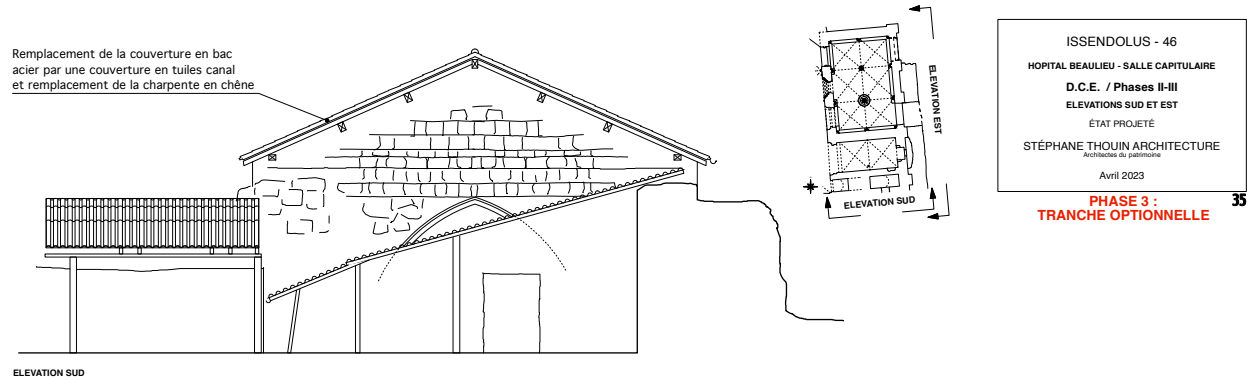 Remplacement de la couverture en bac
acier par une couverture en tuiles canal
et remplacement de la charpente en chêne
ELEVATION SUD
ELEVATION EST
ELEVATION SUD
ISSENDOLUS - 46
HOPITAL BEAULIEU - SALLE CAPITULAIRE
D.C.E. / Phases II-III
ELEVATIONS SUD ET EST
ÉTAT PROJETÉ
STÉPHANE THOUIN ARCHITECTURE
Architectes du patrimoine
Avril 2023
PHASE 3 :
TRANCHE OPTIONNELLE
35